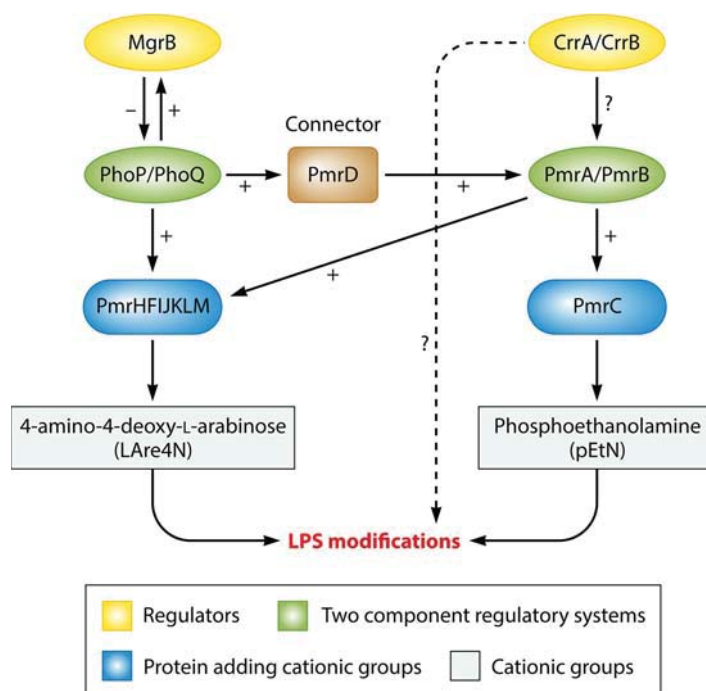 MgrB
CrrA/CrrB
–
+
?
Connector
PhoP/PhoQ
+
PmrD
+
PmrA/PmrB
+
+
+
PmrHFIJKLM
PmrC
?
4-amino-4-deoxy-L-arabinose
(LAre4N)
Phosphoethanolamine
(pEtN)
LPS modifications
Regulators
Two component regulatory systems
Protein adding cationic groups
Cationic groups